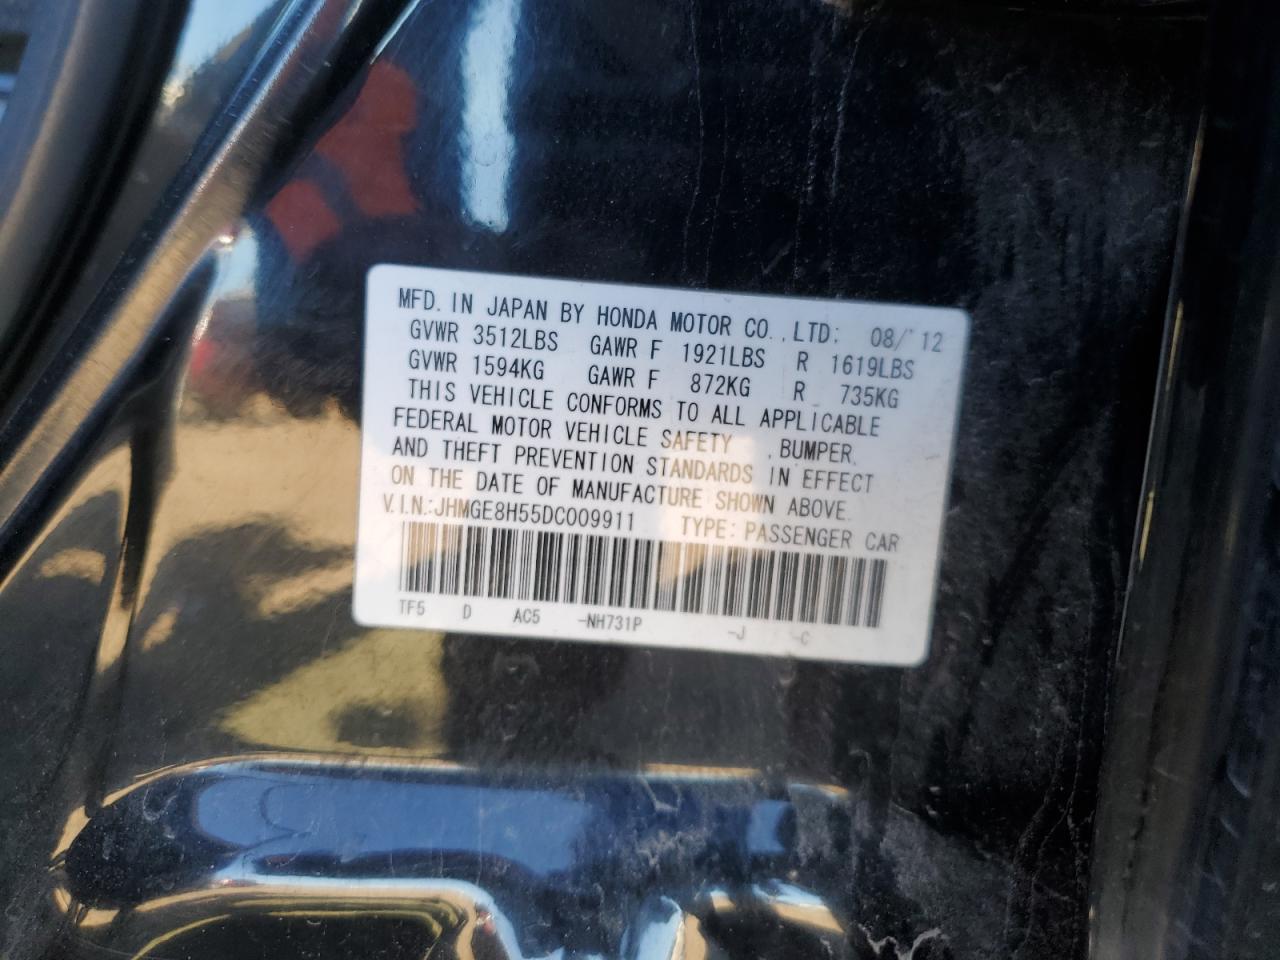 MFD. IN JAPAN BY HONDA MOTOR CO., LTD: 08/'12
GVWR 3512LBS GAWR F 1921LBS R 1619LBS
GVWR 1594KG GAWR F 872KG R 735KG
THIS VEHICLE CONFORMS TO ALL APPLICABLE
FEDERAL MOTOR VEHICLE SAFETY , BUMPER,
AND THEFT PREVENTION STANDARDS IN EFFECT
ON THE DATE OF MANUFACTURE SHOWN ABOVE.
V.I.N.:JHMGE8H55DC009911 TYPE: PASSENGER CAR
TF5 D AC5 -NH731P -J -C